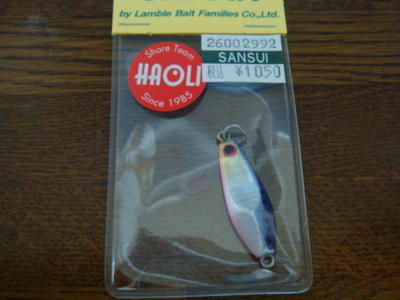 by Lamble Bait Families Co., Ltd.
26002992
SANSUI
¥1050
Shore Team
HAOLI
Since 1985